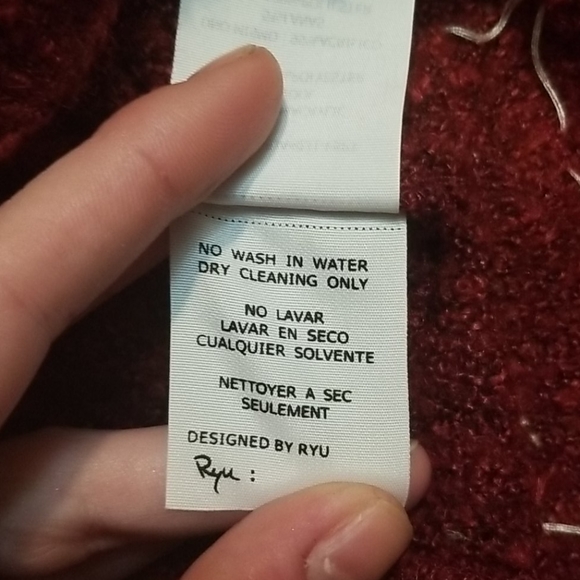 NO WASH IN WATER
DRY CLEANING ONLY
NO LAVAR
LAVAR EN SECO
CUALQUIER SOLVENTE
NETTOYER A SEC
SEULEMENT
DESIGNED BY RYU
Ryu :